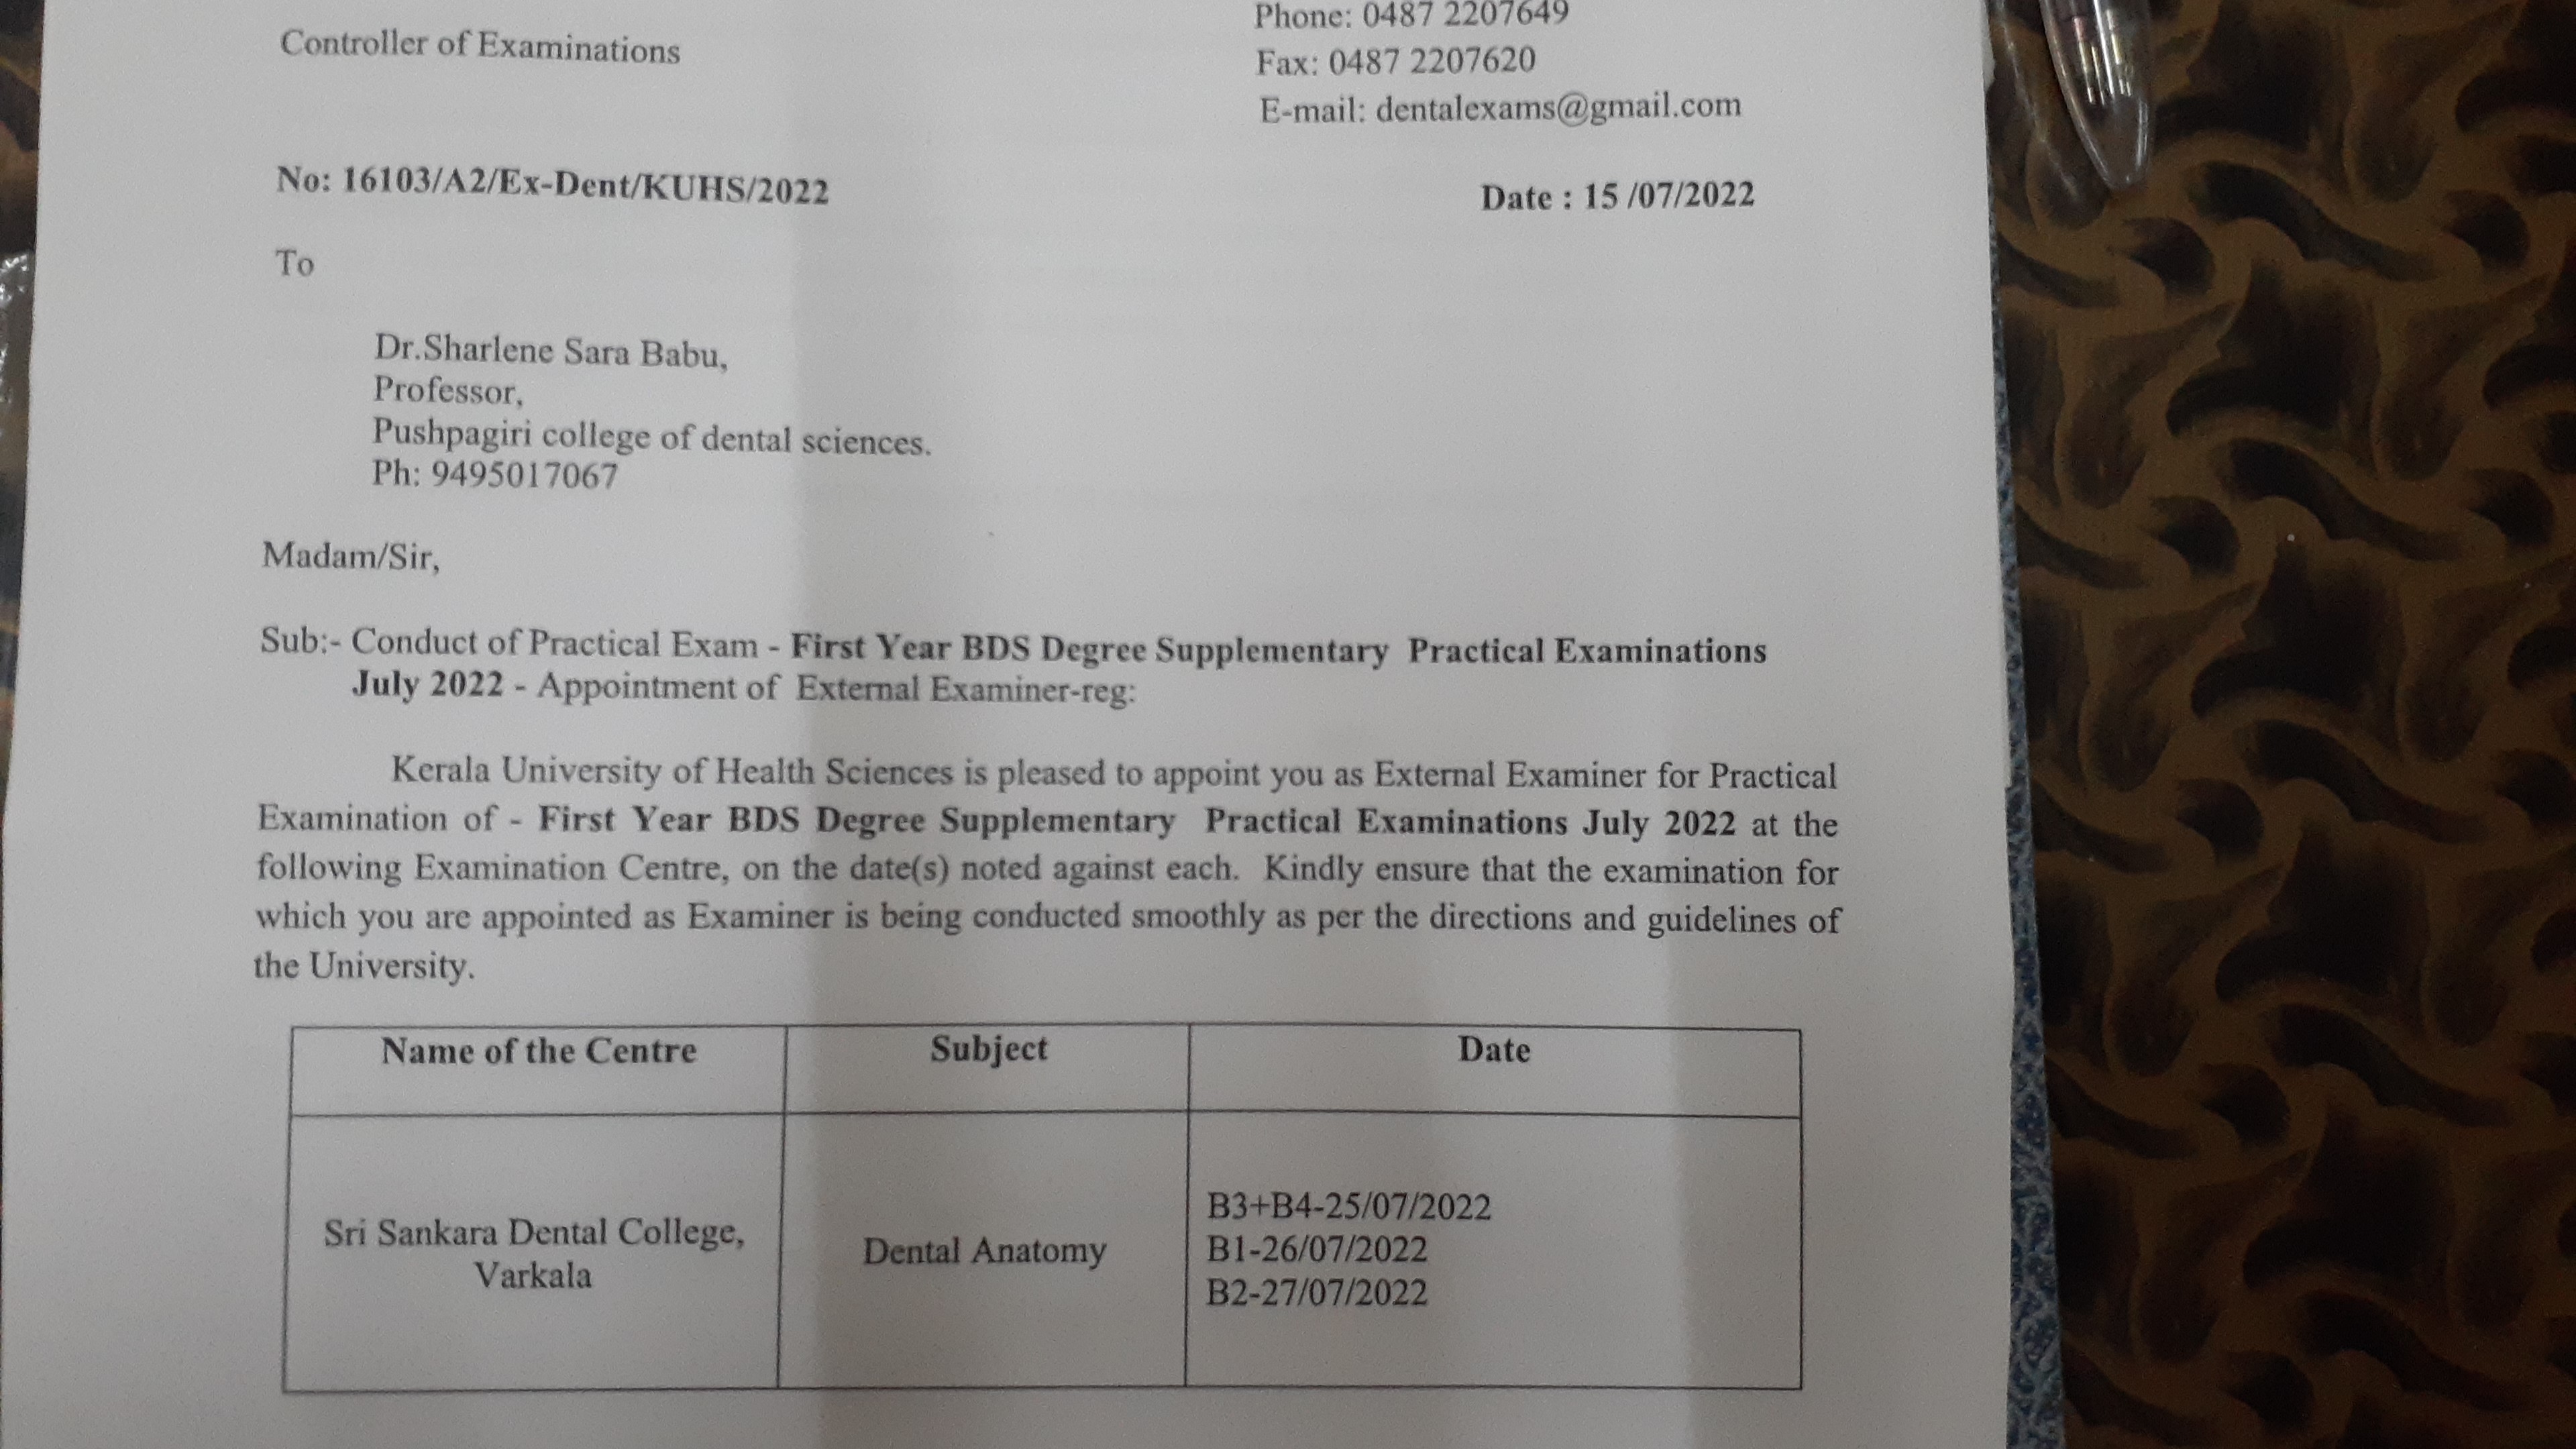 Phone: 0487 2207649
Controller of Examinations
Fax: 0487 2207620
E-mail: dentalexams@gmail.com
No: 16103/A2/Ex-Dent/KUHS/2022
Date : 15 /07/2022
To
Dr.Sharlene Sara Babu,
Professor,
Pushpagiri college of dental sciences.
Ph: 9495017067
Madam/Sir,
Sub:- Conduct of Practical Exam - First Year BDS Degree Supplementary Practical Examinations
July 2022 - Appointment of External Examiner-reg:
Kerala University of Health Sciences is pleased to appoint you as External Examiner for Practical
Examination of - First Year BDS Degree Supplementary Practical Examinations July 2022 at the
following Examination Centre, on the date(s) noted against each. Kindly ensure that the examination for
which you are appointed as Examiner is being conducted smoothly as per the directions and guidelines of
the University.
Name of the Centre
Subject
Date
Sri Sankara Dental College,
Varkala
Dental Anatomy
B3+B4-25/07/2022
B1-26/07/2022
B2-27/07/2022